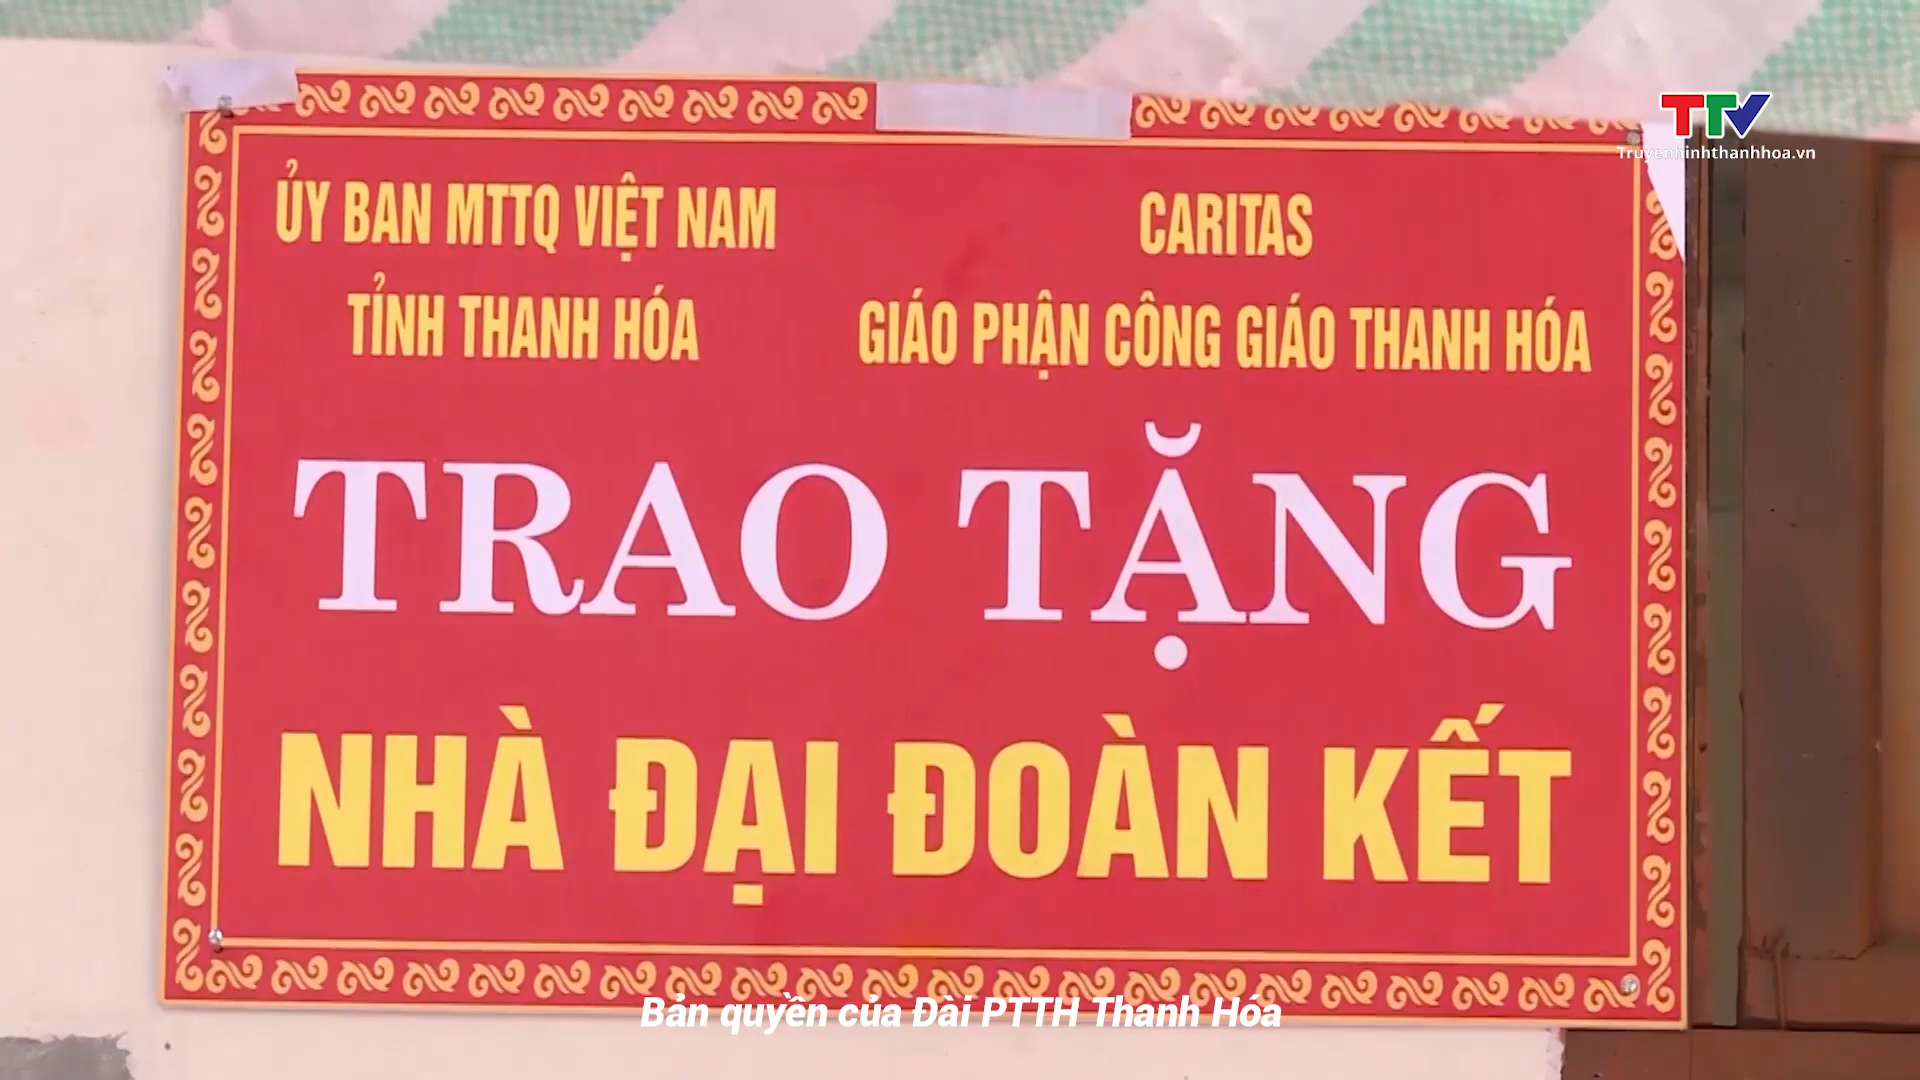 TTV
Truyenhinhthanhhoa.vn
ỦY BAN MTTQ VIỆT NAM
TỈNH THANH HÓA
CARITAS
GIÁO PHẬN CÔNG GIÁO THANH HÓA
TRAO TẶNG
NHÀ ĐẠI ĐOÀN KẾT
Bản quyền của Đài PTTH Thanh Hóa